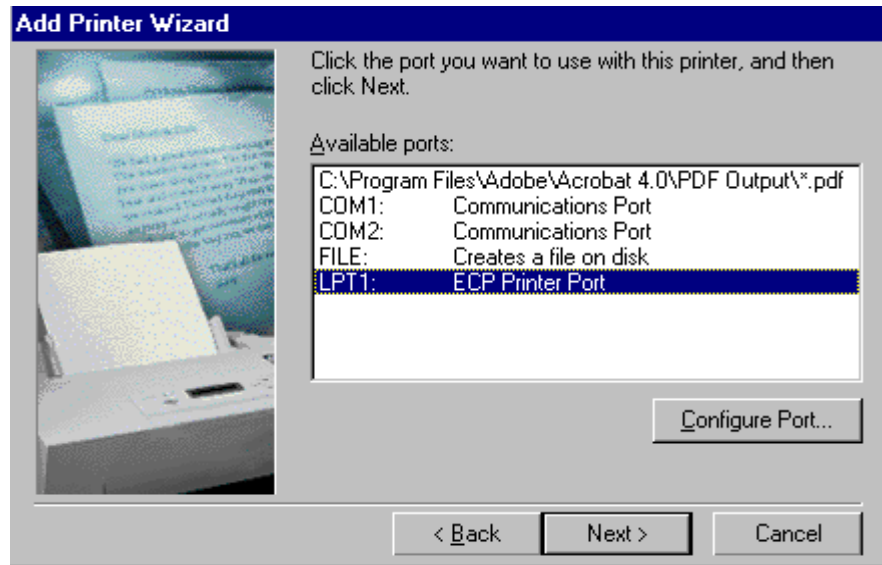 Add Printer Wizard
Click the port you want to use with this printer, and then
click Next.
Available ports:
C:\Program Files\Adobe\Acrobat 4.0\PDF Output\*.pdf
COM1: Communications Port
COM2: Communications Port
FILE: Creates a file on disk
LPT1: ECP Printer Port
Configure Port...
< Back Next > Cancel